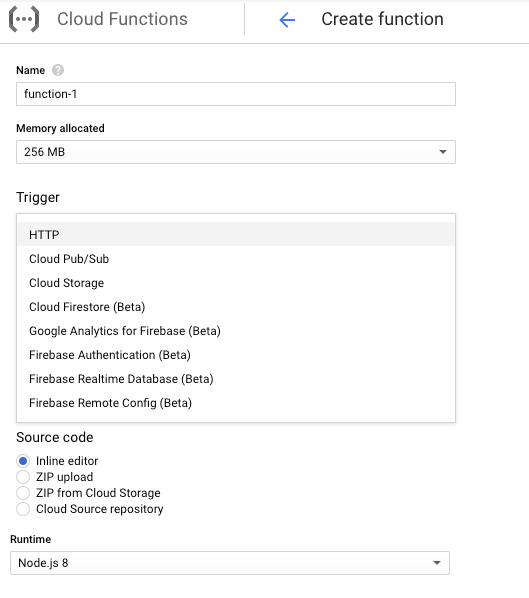 Cloud Functions
Create function
Name
function-1
Memory allocated
256 MB
Trigger
HTTP
Cloud Pub/Sub
Cloud Storage
Cloud Firestore (Beta)
Google Analytics for Firebase (Beta)
Firebase Authentication (Beta)
Firebase Realtime Database (Beta)
Firebase Remote Config (Beta)
Source code
Inline editor
ZIP upload
ZIP from Cloud Storage
Cloud Source repository
Runtime
Node.js 8